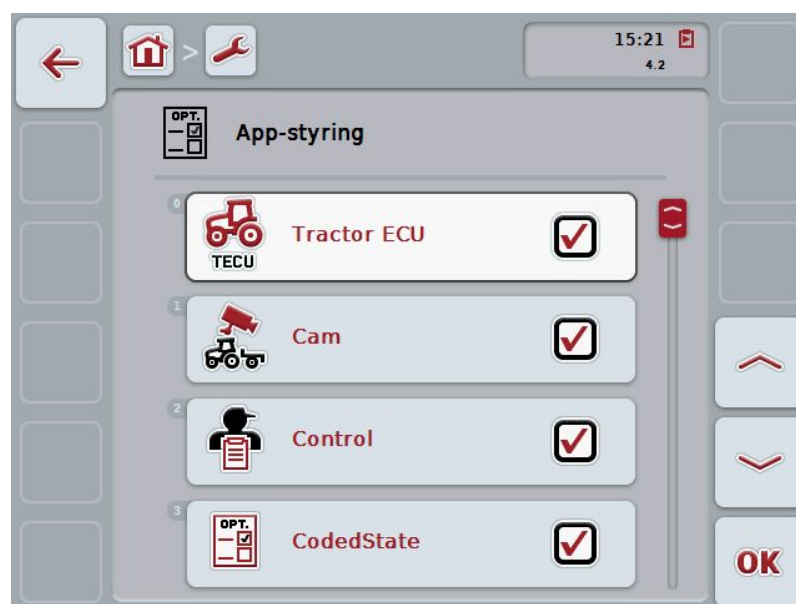 15:21
4.2
OPT.
App-styring
0
Tractor ECU
TECU
1
Cam
2
Control
3
OPT.
CodedState
>
OK